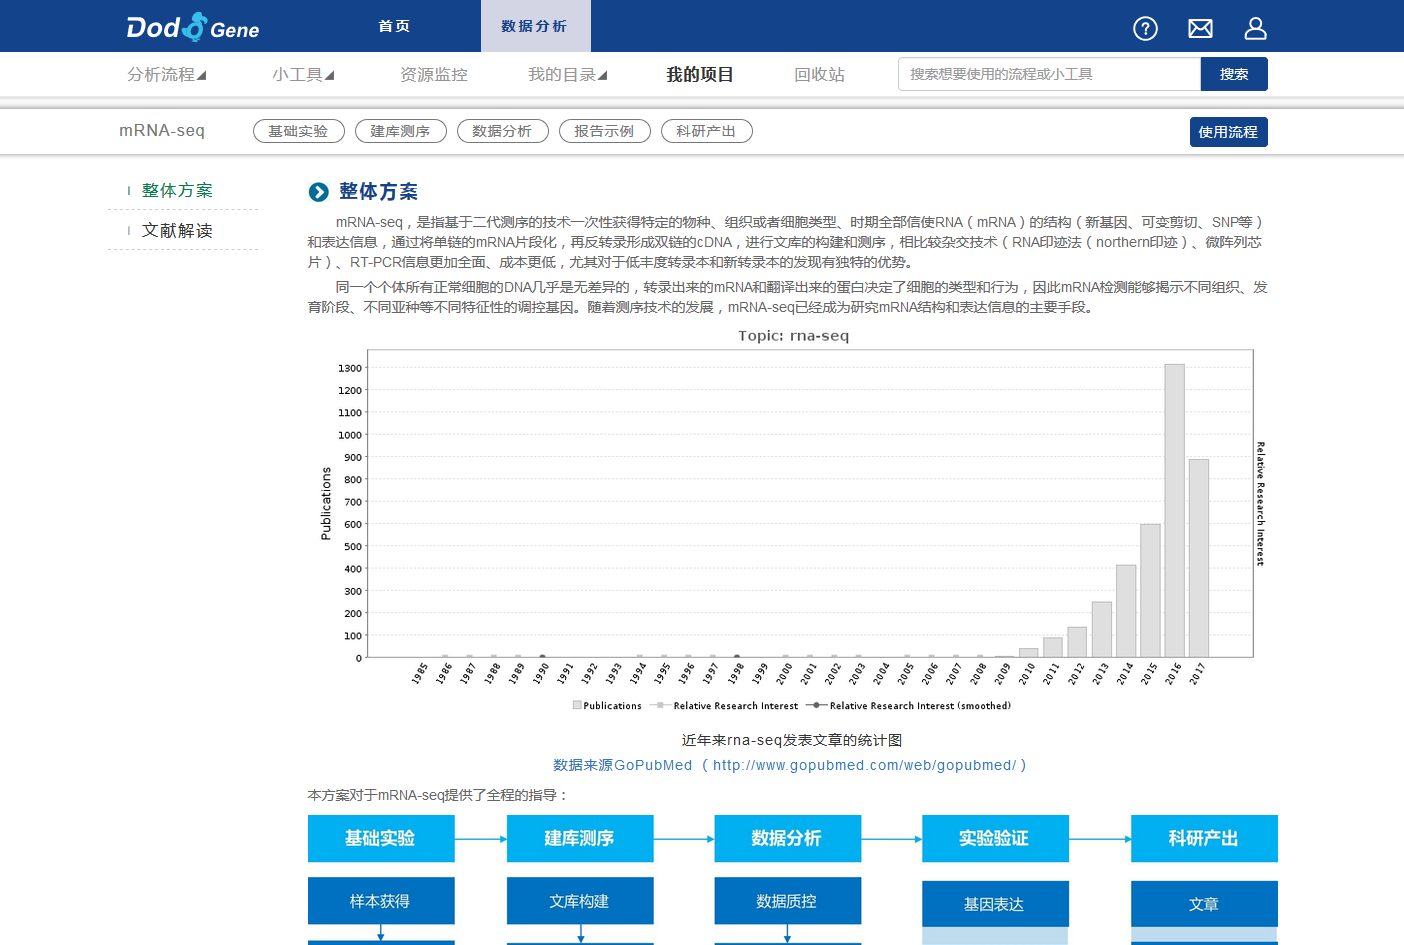 Dodo Gene
首页
数据分析
分析流程
小工具
资源监控
我的目录
我的项目
回收站
搜索想要使用的流程或小工具
搜索
mRNA-seq
基础实验
建库测序
数据分析
报告示例
科研产出
使用流程
整体方案
文献解读
整体方案
mRNA-seq，是指基于二代测序的技术一次性获得特定的物种、组织或者细胞类型、时期全部信使RNA（mRNA）的结构（新基因、可变剪切、SNP等）
和表达信息，通过将单链的mRNA片段化，再反转录形成双链的cDNA，进行文库的构建和测序，相比较杂交技术（RNA印迹法（northern印迹）、微阵列芯
片）、RT-PCR信息更加全面、成本更低，尤其对于低丰度转录本和新转录本的发现有独特的优势。
同一个个体所有正常细胞的DNA几乎是无差异的，转录出来的mRNA和翻译出来的蛋白决定了细胞的类型和行为，因此mRNA检测能够揭示不同组织、发
育阶段、不同亚种等不同特征性的调控基因。随着测序技术的发展，mRNA-seq已经成为研究mRNA结构和表达信息的主要手段。
Topic: rna-seq
Publications
1300
1200
1100
1000
900
800
700
600
500
400
300
200
100
0
Relative Research Interest
1985 1986 1987 1988 1989 1990 1991 1992 1993 1994 1995 1996 1997 1998 1999 2000 2001 2002 2003 2004 2005 2006 2007 2008 2009 2010 2011 2012 2013 2014 2015 2016 2017
Publications Relative Research Interest Relative Research Interest (smoothed)
近年来rna-seq发表文章的统计图
数据来源GoPubMed （http://www.gopubmed.com/web/gopubmed/）
本方案对于mRNA-seq提供了全程的指导：
基础实验
建库测序
数据分析
实验验证
科研产出
样本获得
文库构建
数据质控
基因表达
文章